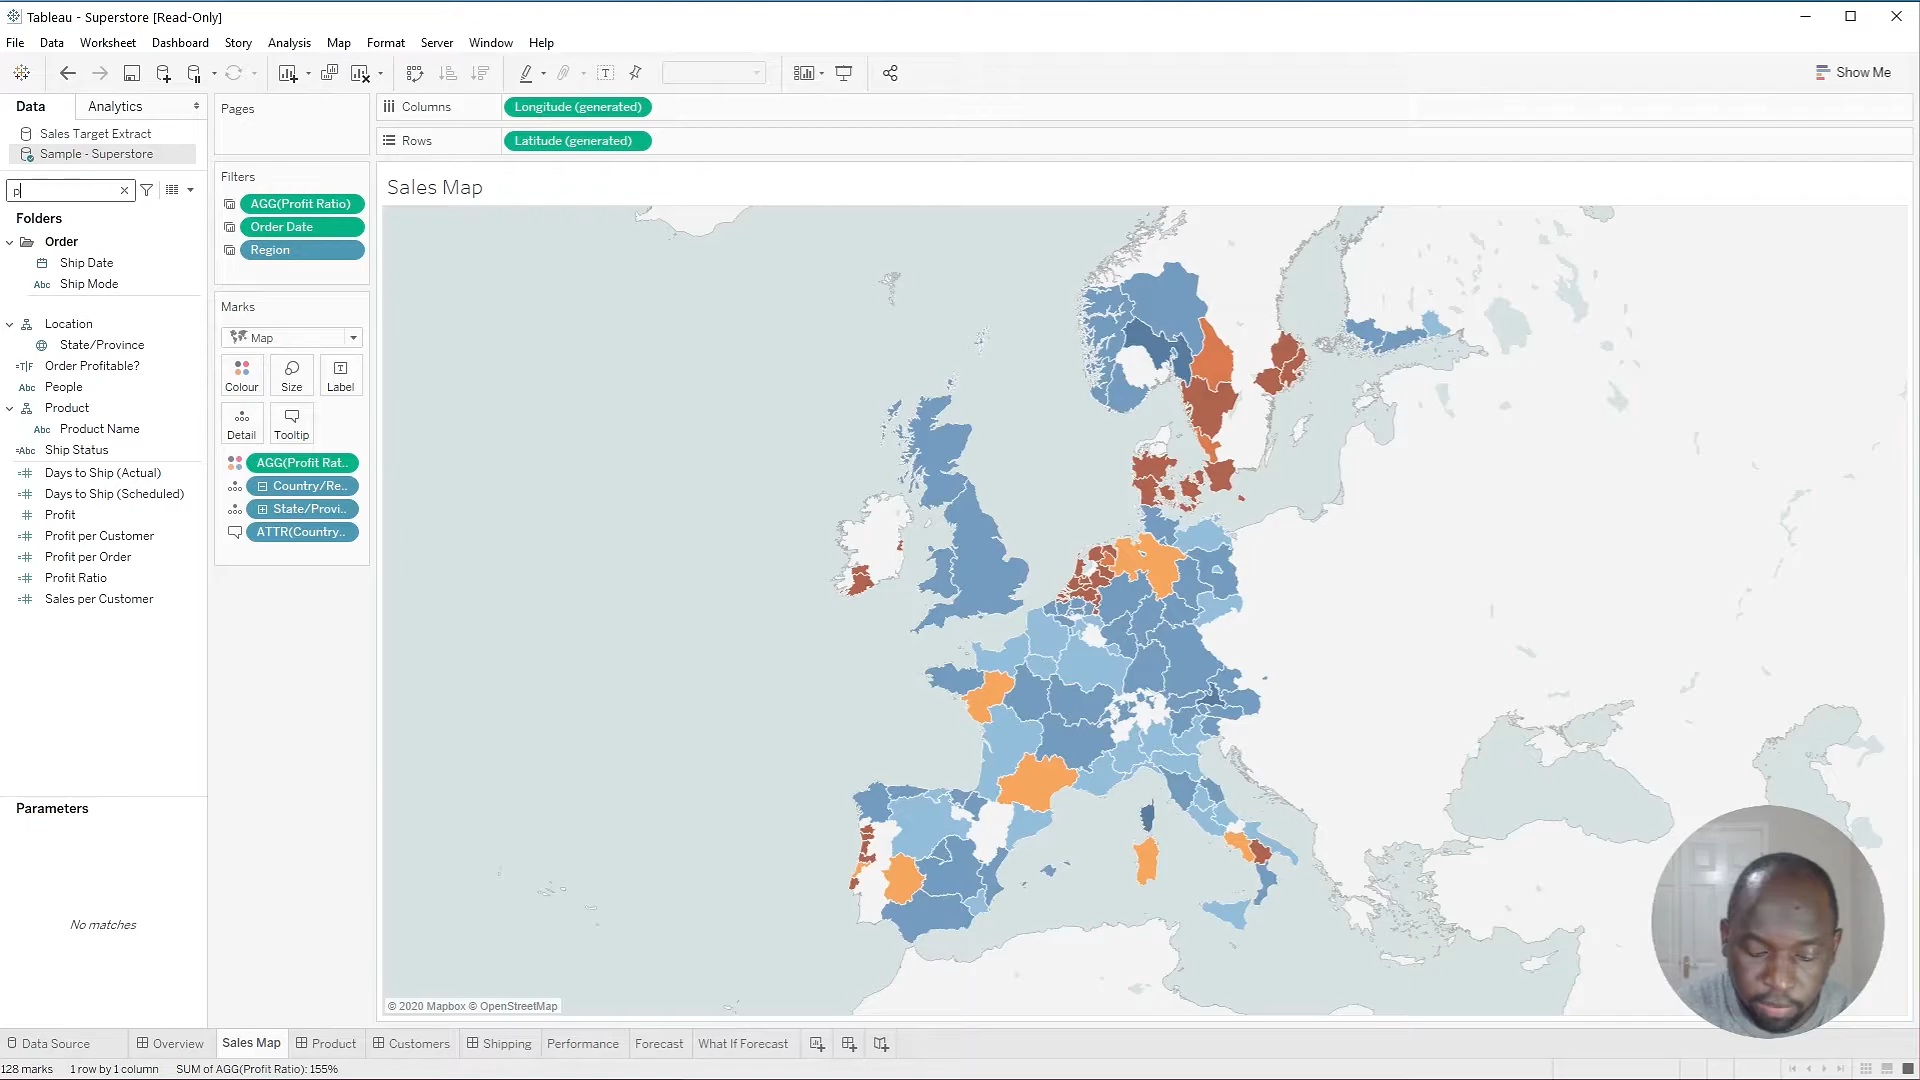 Tableau - Superstore [Read-Only]
File Data Worksheet Dashboard Story Analysis Map Format Server Window Help
Show Me
Data Analytics
Sales Target Extract
Sample - Superstore
p
Folders
Order
Ship Date
Abc Ship Mode
Location
State/Province
=T|F Order Profitable?
Abc People
Product
Abc Product Name
=Abc Ship Status
=# Days to Ship (Actual)
=# Days to Ship (Scheduled)
# Profit
=# Profit per Customer
=# Profit per Order
=# Profit Ratio
=# Sales per Customer
Parameters
No matches
Pages
Filters
AGG(Profit Ratio)
Order Date
Region
Marks
Map
Colour Size Label
Detail Tooltip
AGG(Profit Rat..
Country/Re..
State/Provi..
ATTR(Country..
Columns Longitude (generated)
Rows Latitude (generated)
Sales Map
© 2020 Mapbox © OpenStreetMap
Data Source Overview Sales Map Product Customers Shipping Performance Forecast What If Forecast
128 marks 1 row by 1 column SUM of AGG(Profit Ratio): 155%